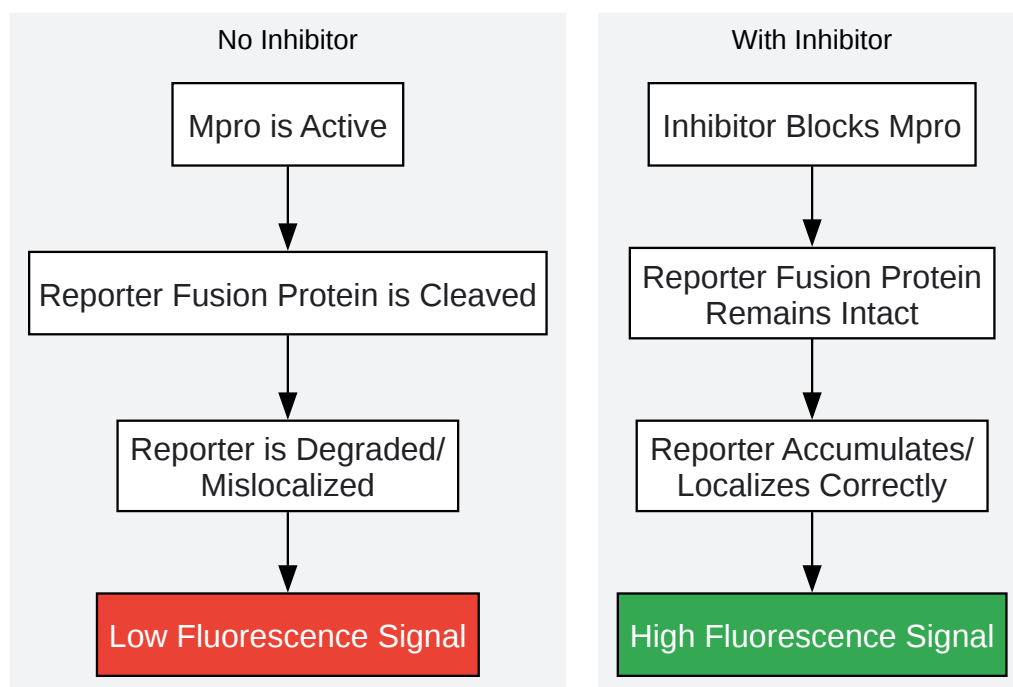 No Inhibitor
Mpro is Active
Reporter Fusion Protein is Cleaved
Reporter is Degraded/
Mislocalized
Low Fluorescence Signal
With Inhibitor
Inhibitor Blocks Mpro
Reporter Fusion Protein
Remains Intact
Reporter Accumulates/
Localizes Correctly
High Fluorescence Signal